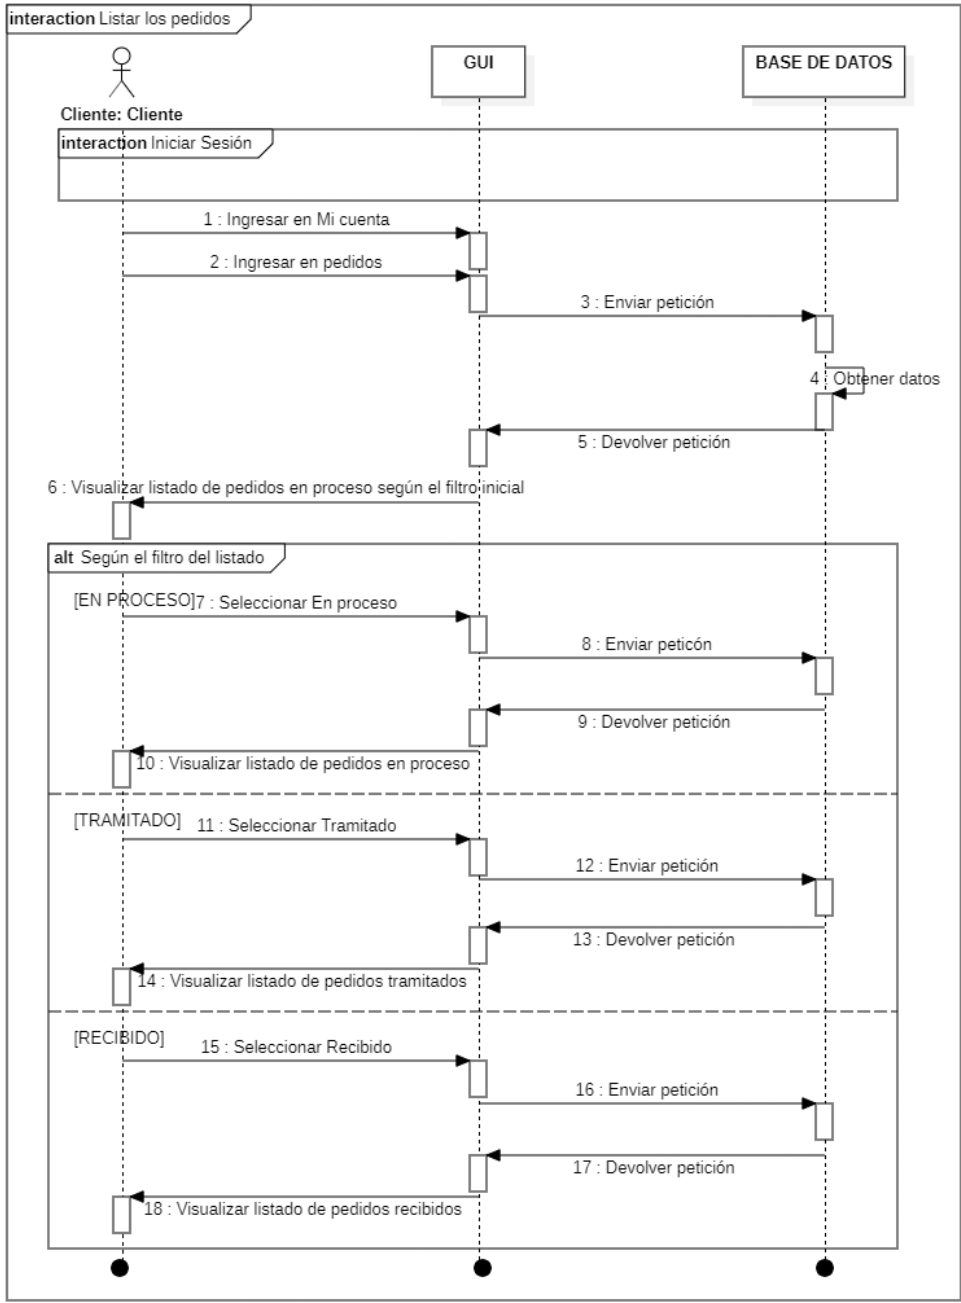 interaction Listar los pedidos
GUI
BASE DE DATOS
Cliente: Cliente
interaction Iniciar Sesión
1 : Ingresar en Mi cuenta
2 : Ingresar en pedidos
3 : Enviar petición
4 : Obtener datos
5 : Devolver petición
6 : Visualizar listado de pedidos en proceso según el filtro inicial
alt Según el filtro del listado
[EN PROCESO]
7 : Seleccionar En proceso
8 : Enviar peticón
9 : Devolver petición
10 : Visualizar listado de pedidos en proceso
[TRAMITADO]
11 : Seleccionar Tramitado
12 : Enviar petición
13 : Devolver petición
14 : Visualizar listado de pedidos tramitados
[RECIBIDO]
15 : Seleccionar Recibido
16 : Enviar petición
17 : Devolver petición
18 : Visualizar listado de pedidos recibidos